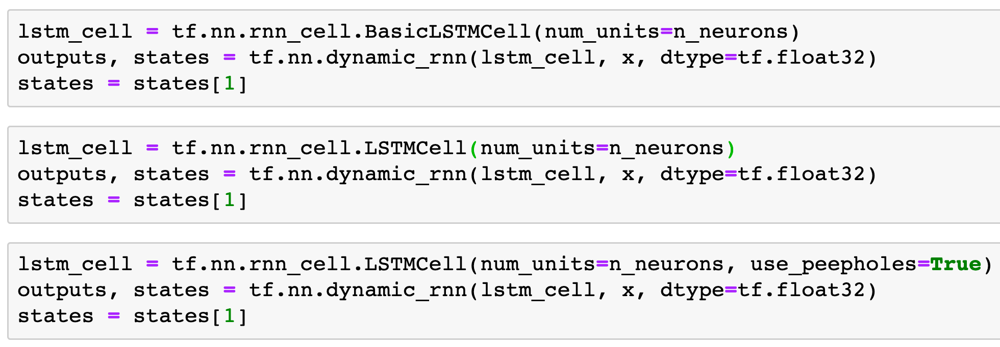 lstm_cell = tf.nn.rnn_cell.BasicLSTMCell(num_units=n_neurons)
outputs, states = tf.nn.dynamic_rnn(lstm_cell, x, dtype=tf.float32)
states = states[1]
lstm_cell = tf.nn.rnn_cell.LSTMCell(num_units=n_neurons)
outputs, states = tf.nn.dynamic_rnn(lstm_cell, x, dtype=tf.float32)
states = states[1]
lstm_cell = tf.nn.rnn_cell.LSTMCell(num_units=n_neurons, use_peepholes=True)
outputs, states = tf.nn.dynamic_rnn(lstm_cell, x, dtype=tf.float32)
states = states[1]